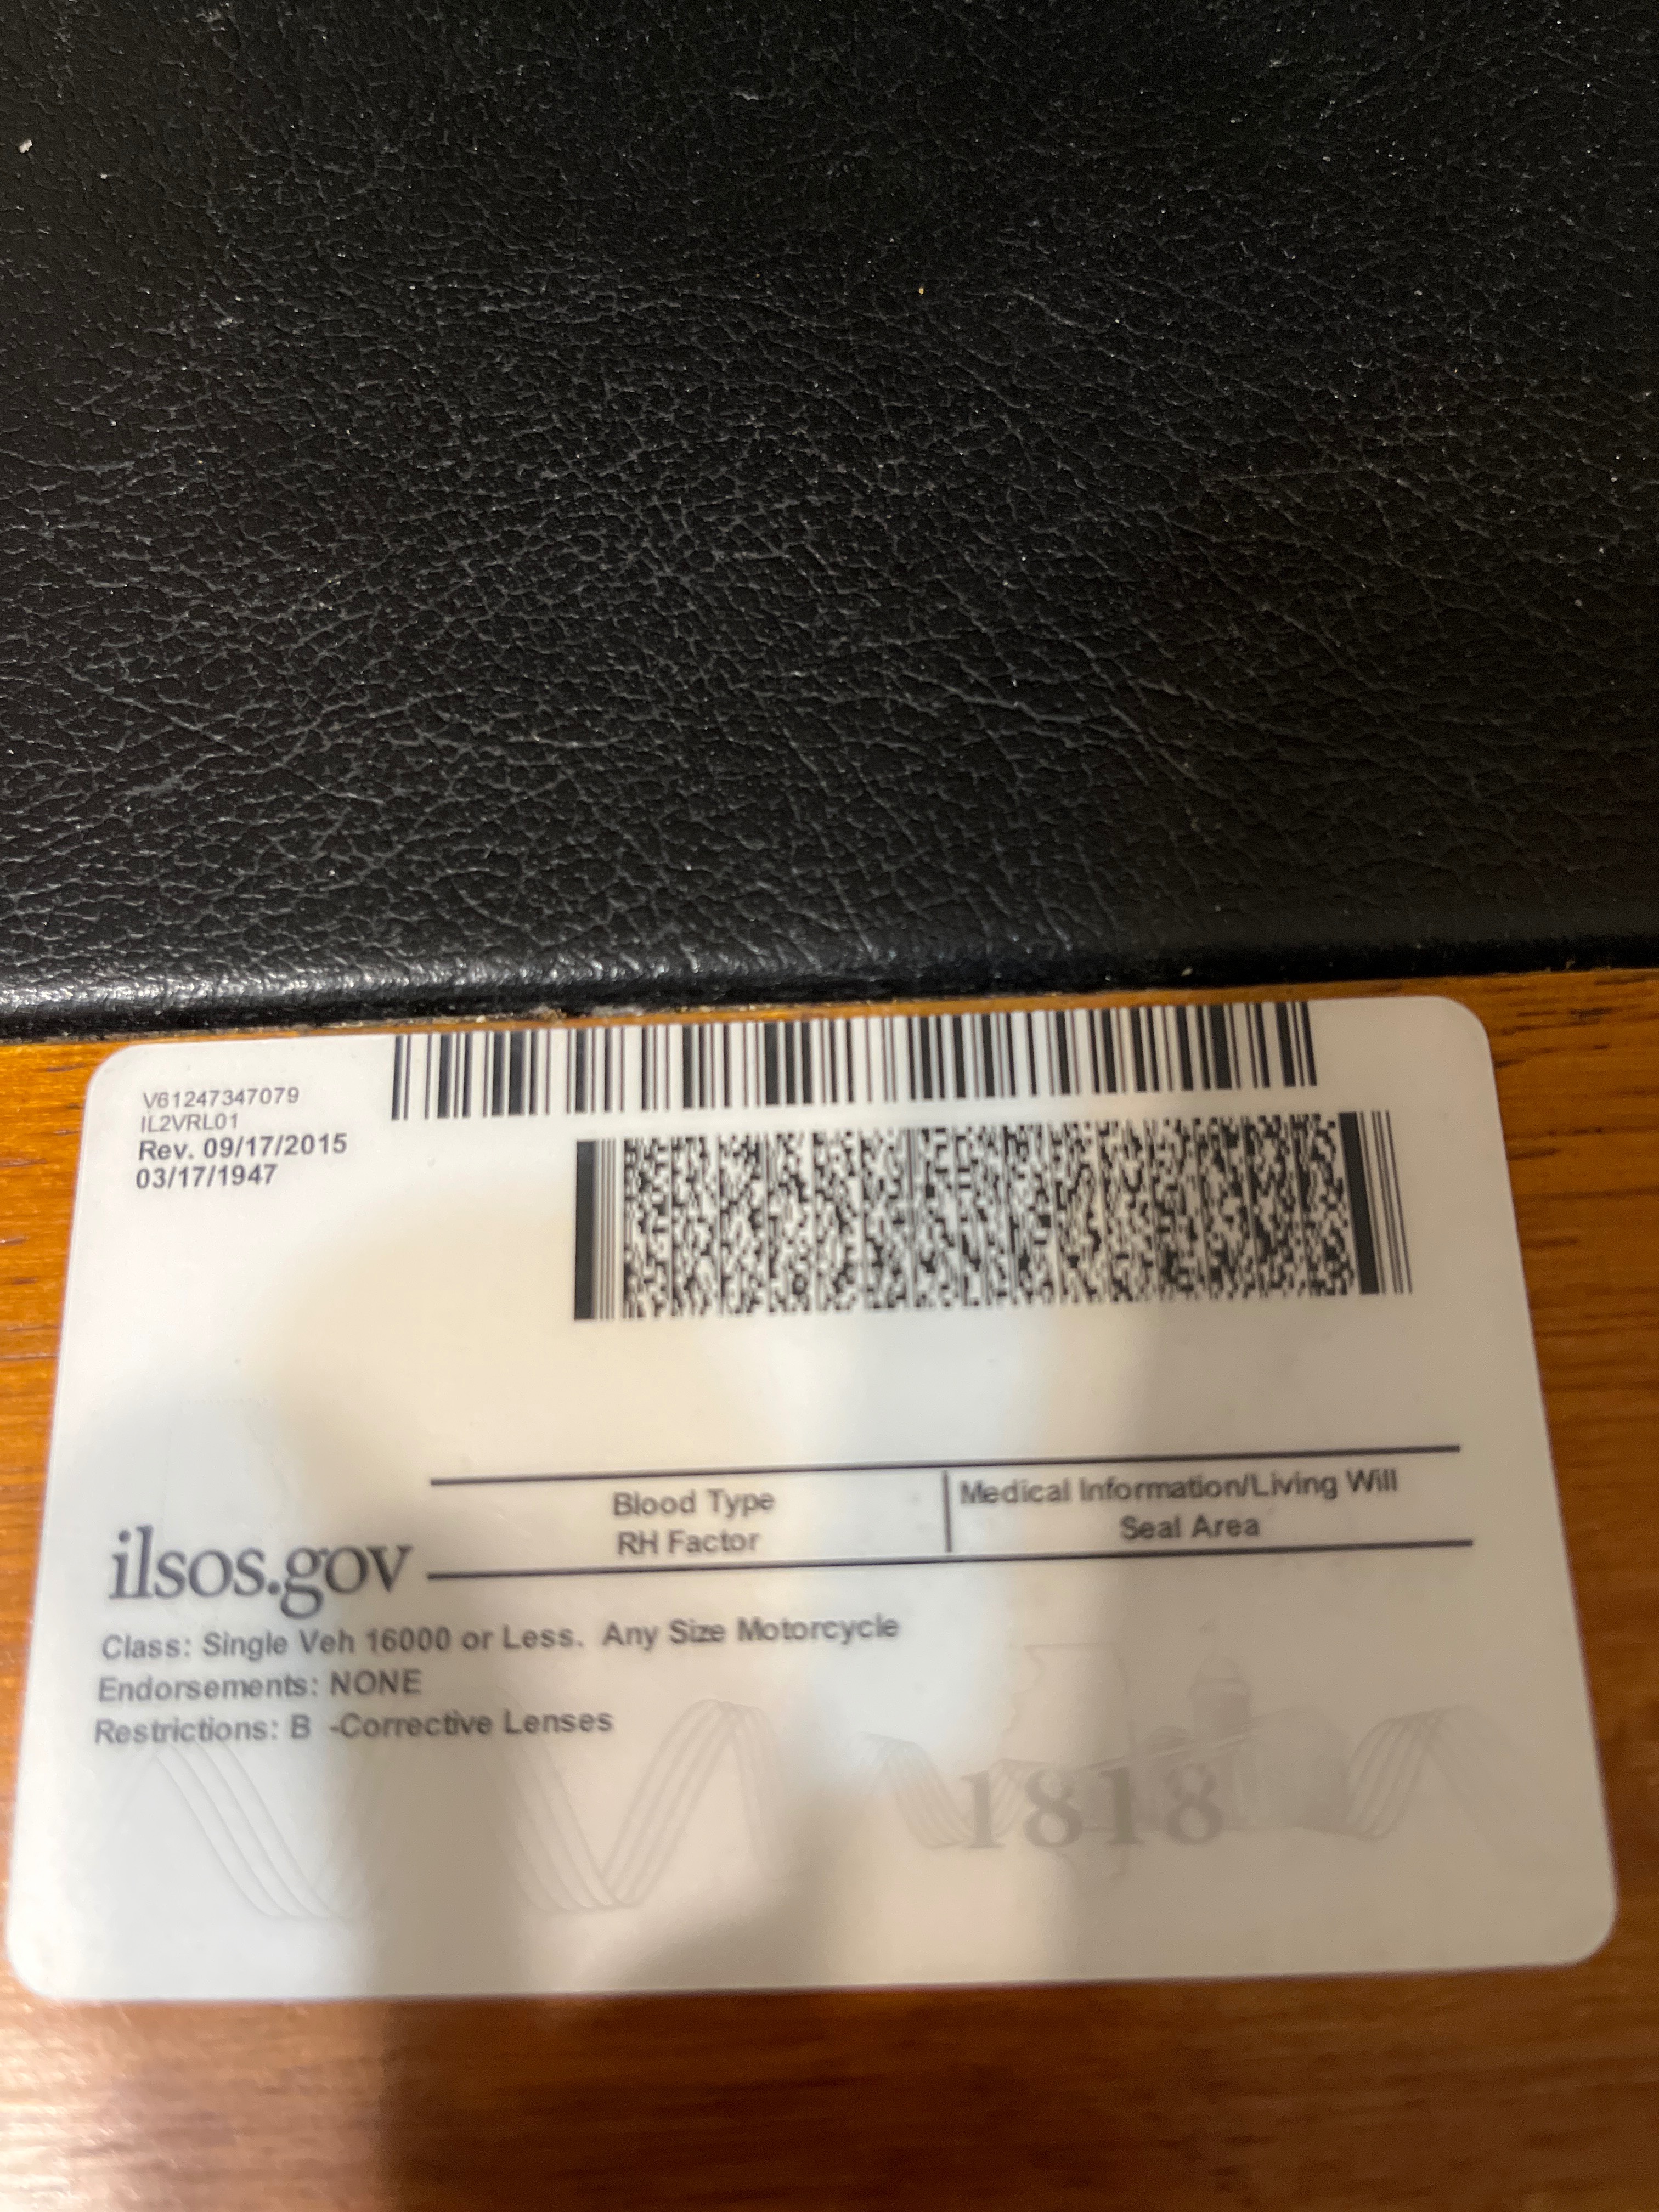 V61247347079
IL2VRL01
Rev. 09/17/2015
03/17/1947
Blood Type
RH Factor
Medical Information/Living Will
Seal Area
ilsos.gov
Class: Single Veh 16000 or Less. Any Size Motorcycle
Endorsements: NONE
Restrictions: B -Corrective Lenses
1818